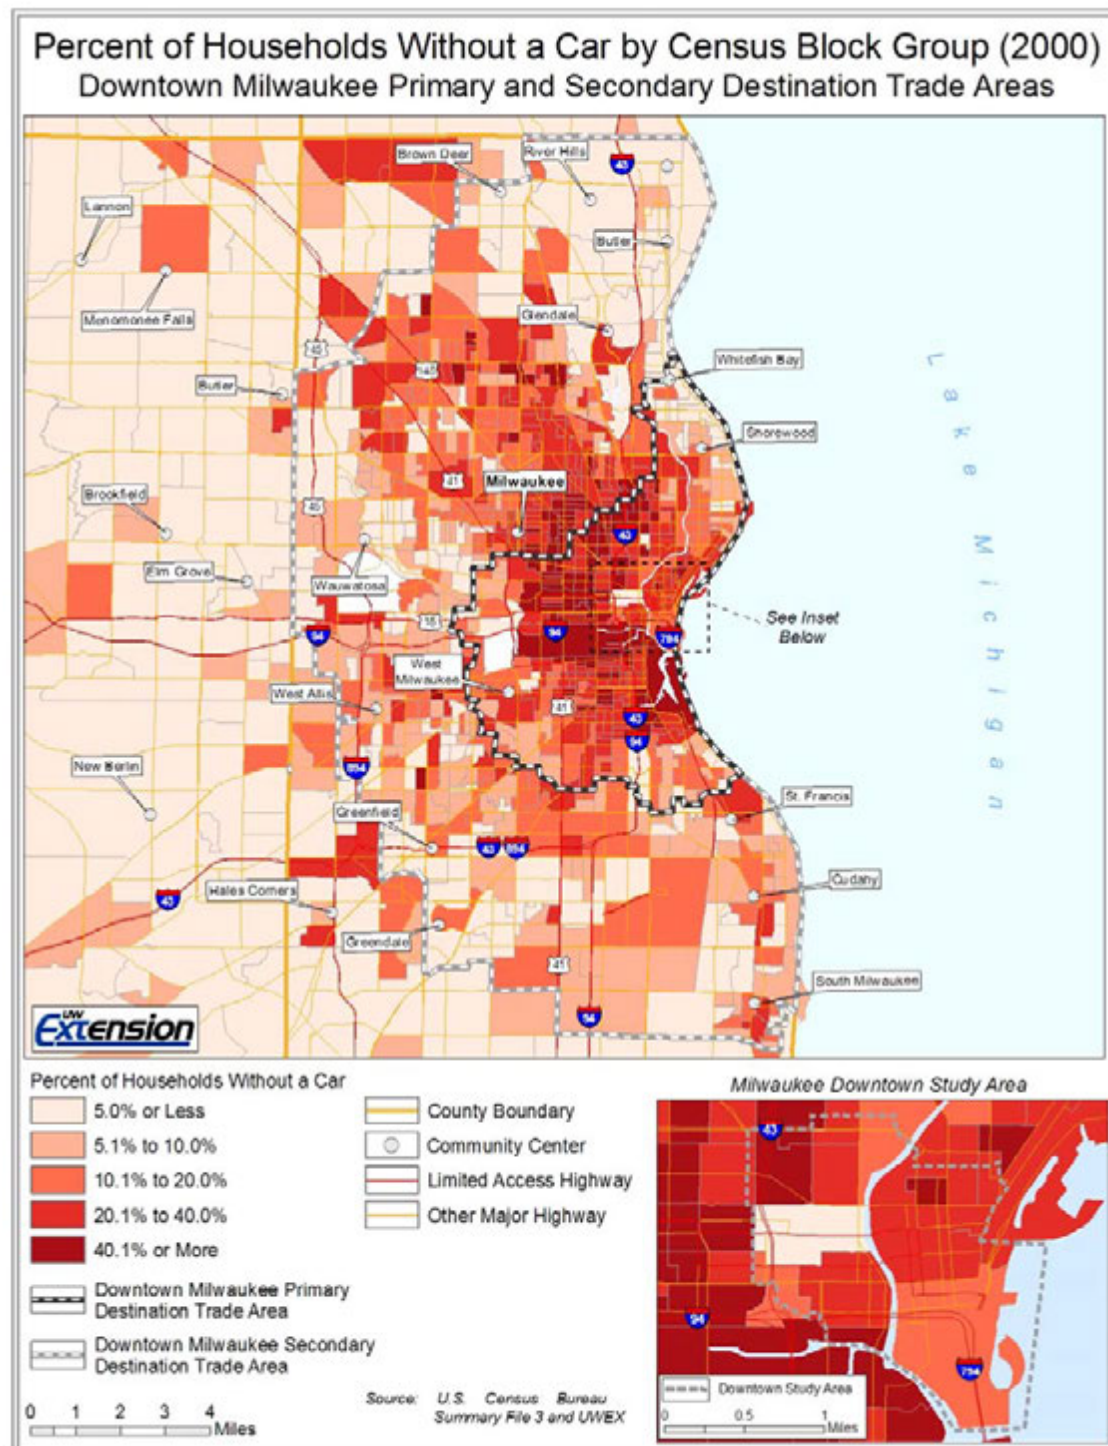 Percent of Households Without a Car by Census Block Group (2000)
Downtown Milwaukee Primary and Secondary Destination Trade Areas
Brown Deer
River Hills
43
Lannon
Butler
Menomonee Falls
Glendale
45
145
Whitefish Bay
Butler
Shorewood
41
Milwaukee
Brookfield
45
43
Elm Grove
Wauwatosa
18
94
94
794
See Inset
Below
West
Milwaukee
West Allis
41
43
94
New Berlin
894
St. Francis
Greenfield
43
894
Cudahy
Hales Corners
43
Greendale
41
South Milwaukee
94
Lake Michigan
UW
Extension
Percent of Households Without a Car
5.0% or Less
5.1% to 10.0%
10.1% to 20.0%
20.1% to 40.0%
40.1% or More
Downtown Milwaukee Primary
Destination Trade Area
Downtown Milwaukee Secondary
Destination Trade Area
0 1 2 3 4
Miles
County Boundary
Community Center
Limited Access Highway
Other Major Highway
Source: U.S. Census Bureau
Summary File 3 and UWEX
Milwaukee Downtown Study Area
43
94
794
Downtown Study Area
0 0.5 1
Miles